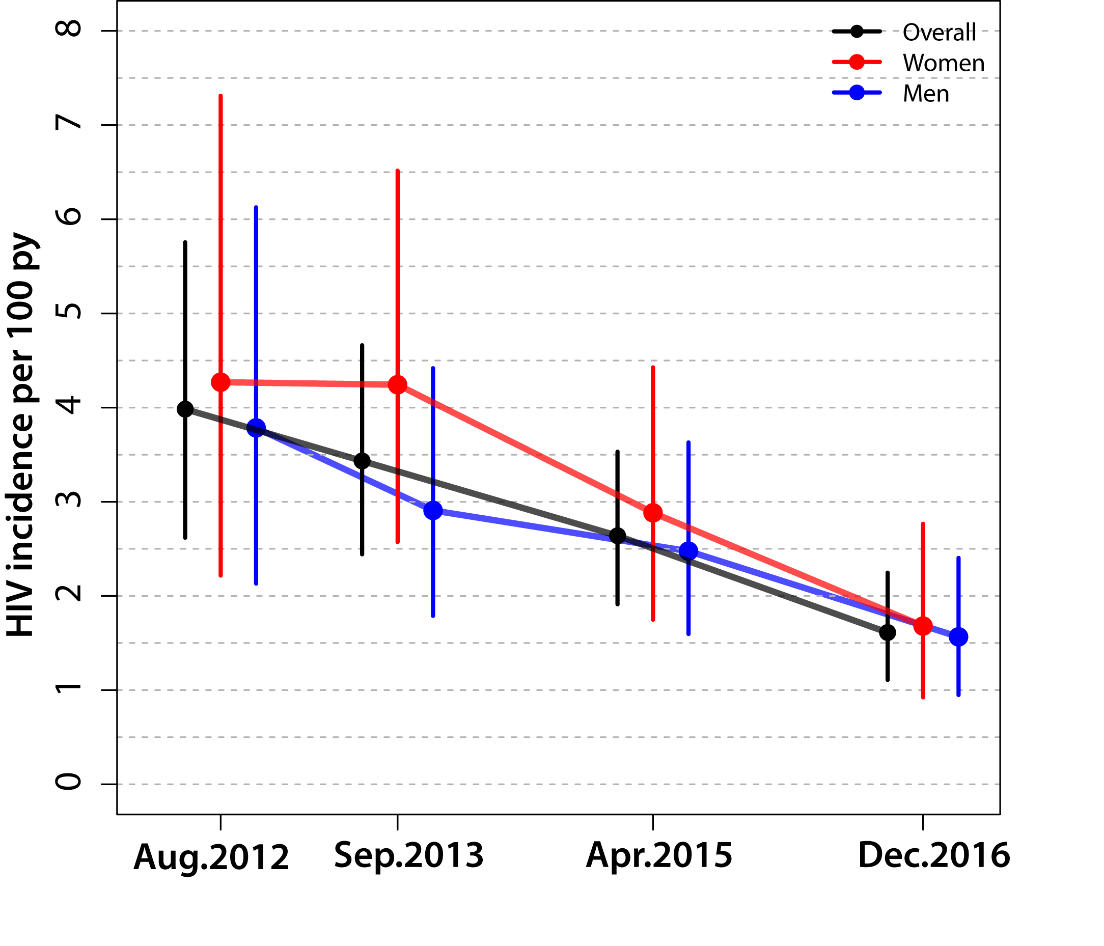 HIV incidence per 100 py
8
7
6
5
4
3
2
1
0
Overall
Women
Men
Aug.2012
Sep.2013
Apr.2015
Dec.2016